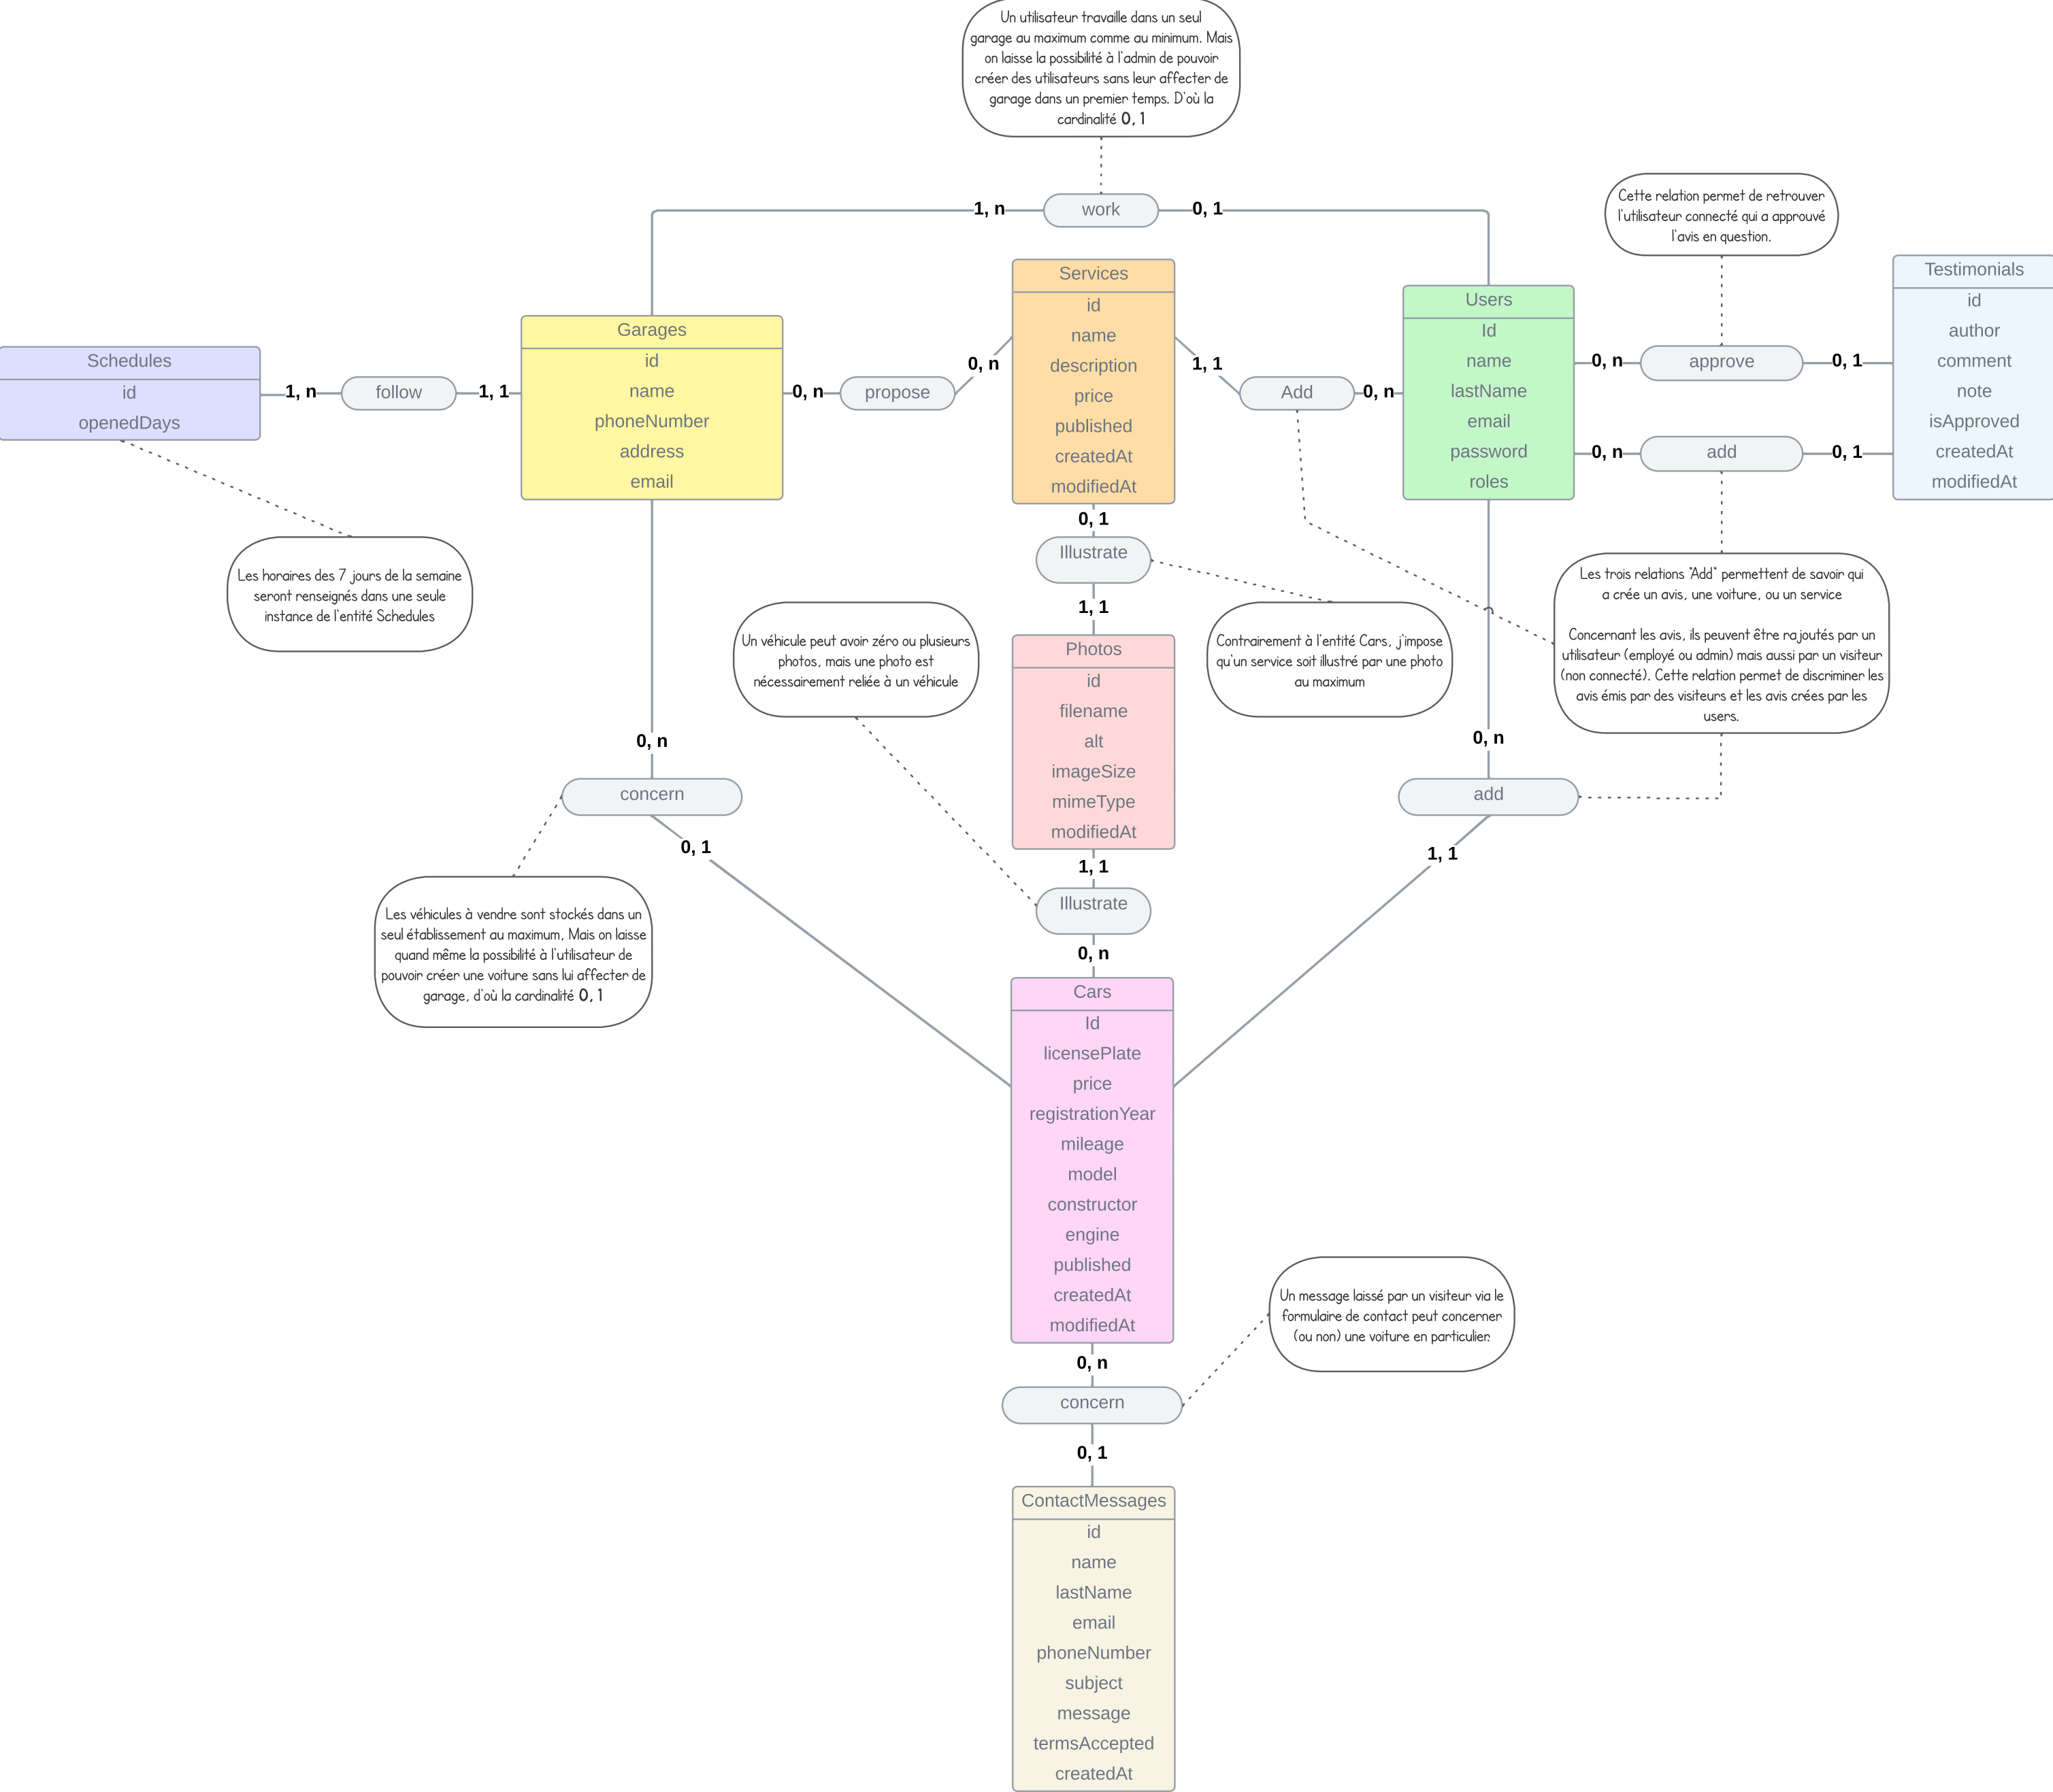 Un utilisateur travaille dans un seul
garage au maximum comme au minimum. Mais
on laisse la possibilité à l'admin de pouvoir
créer des utilisateurs sans leur affecter de
garage dans un premier temps. D'où la
cardinalité 0,1
1, n
work
0, 1
Cette relation permet de retrouver
l'utilisateur connecté qui a approuvé
l'avis en question.
Schedules
id
openedDays
1, n
follow
1, 1
Garages
id
name
phoneNumber
address
email
0, n
propose
0, n
Services
id
name
description
price
published
createdAt
modifiedAt
1, 1
Add
0, n
Users
Id
name
lastName
email
password
roles
0, n
approve
0, 1
0, n
add
0, 1
Testimonials
id
author
comment
note
isApproved
createdAt
modifiedAt
Les horaires des 7 jours de la semaine
seront renseignés dans une seule
instance de l'entité Schedules
0, 1
Illustrate
1, 1
Un véhicule peut avoir zéro ou plusieurs
photos, mais une photo est
nécessairement reliée à un véhicule
Photos
id
filename
alt
imageSize
mimeType
modifiedAt
Contrairement à l'entité Cars, j'impose
qu'un service soit illustré par une photo
au maximum
Les trois relations "Add" permettent de savoir qui
a crée un avis, une voiture, ou un service
Concernant les avis, ils peuvent être rajoutés par un
utilisateur (employé ou admin) mais aussi par un visiteur
(non connecté). Cette relation permet de discriminer les
avis émis par des visiteurs et les avis crées par les
users.
0, n
concern
0, 1
0, n
add
1, 1
Les véhicules à vendre sont stockés dans un
seul établissement au maximum, Mais on laisse
quand même la possibilité à l'utilisateur de
pouvoir créer une voiture sans lui affecter de
garage, d'où la cardinalité 0,1
1, 1
Illustrate
0, n
Cars
Id
licensePlate
price
registrationYear
mileage
model
constructor
engine
published
createdAt
modifiedAt
0, n
concern
0, 1
Un message laissé par un visiteur via le
formulaire de contact peut concerner
(ou non) une voiture en particulier.
ContactMessages
id
name
lastName
email
phoneNumber
subject
message
termsAccepted
createdAt